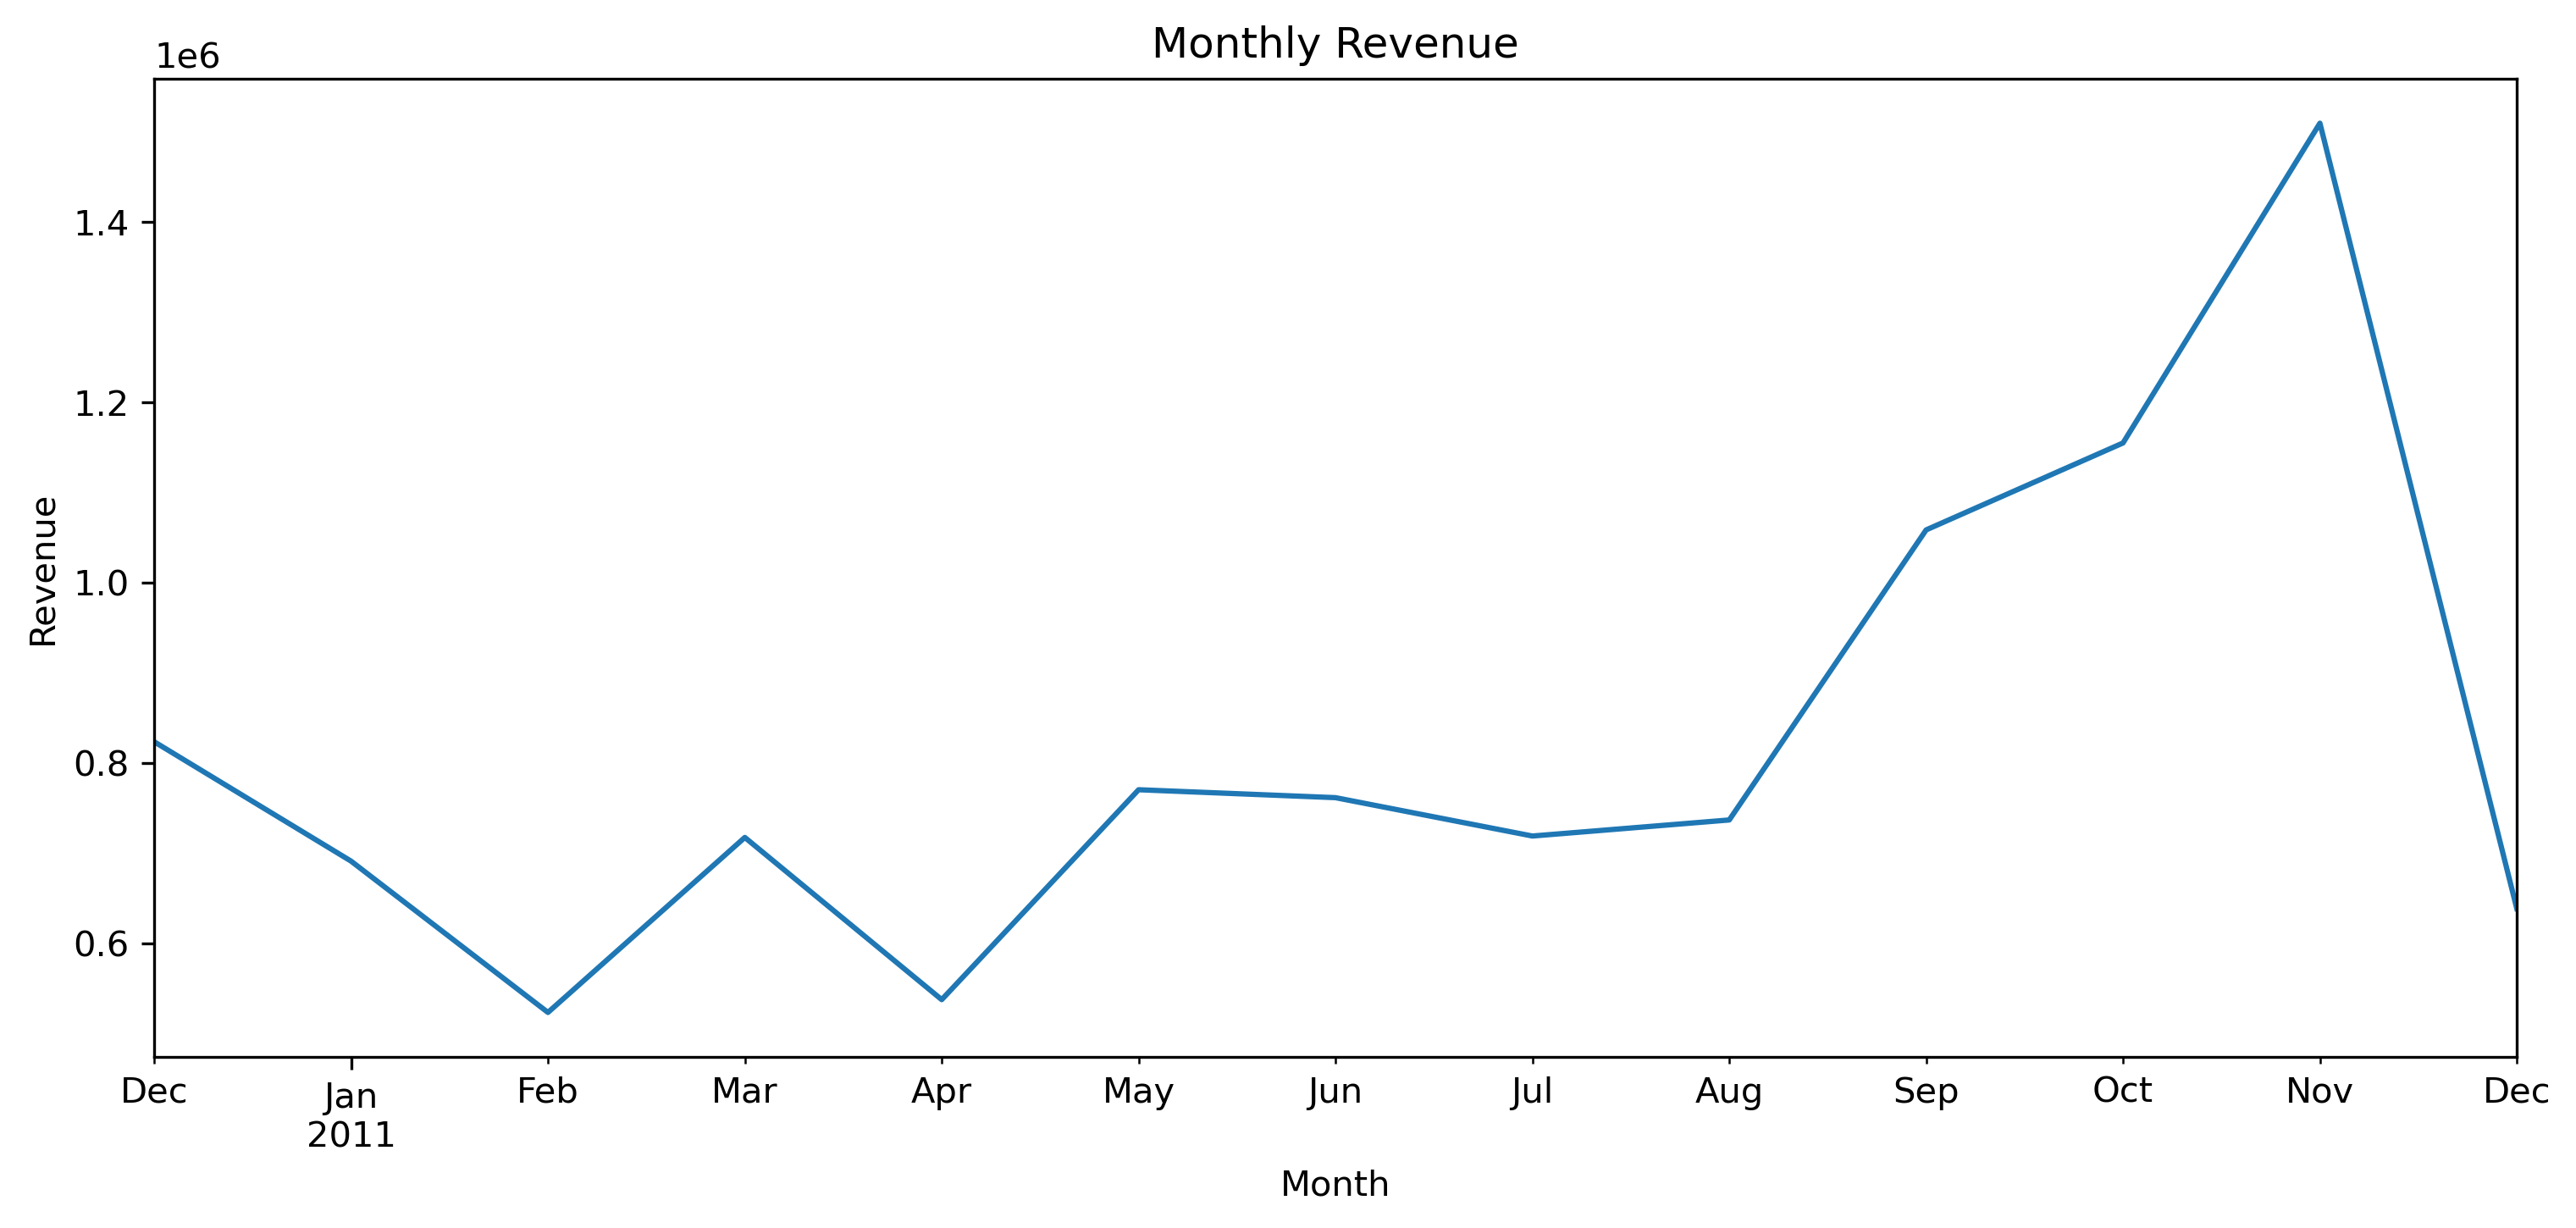 Monthly Revenue
1e6
1.4
1.2
1.0
0.8
0.6
Revenue
Dec Jan Feb Mar Apr May Jun Jul Aug Sep Oct Nov Dec
2011
Month